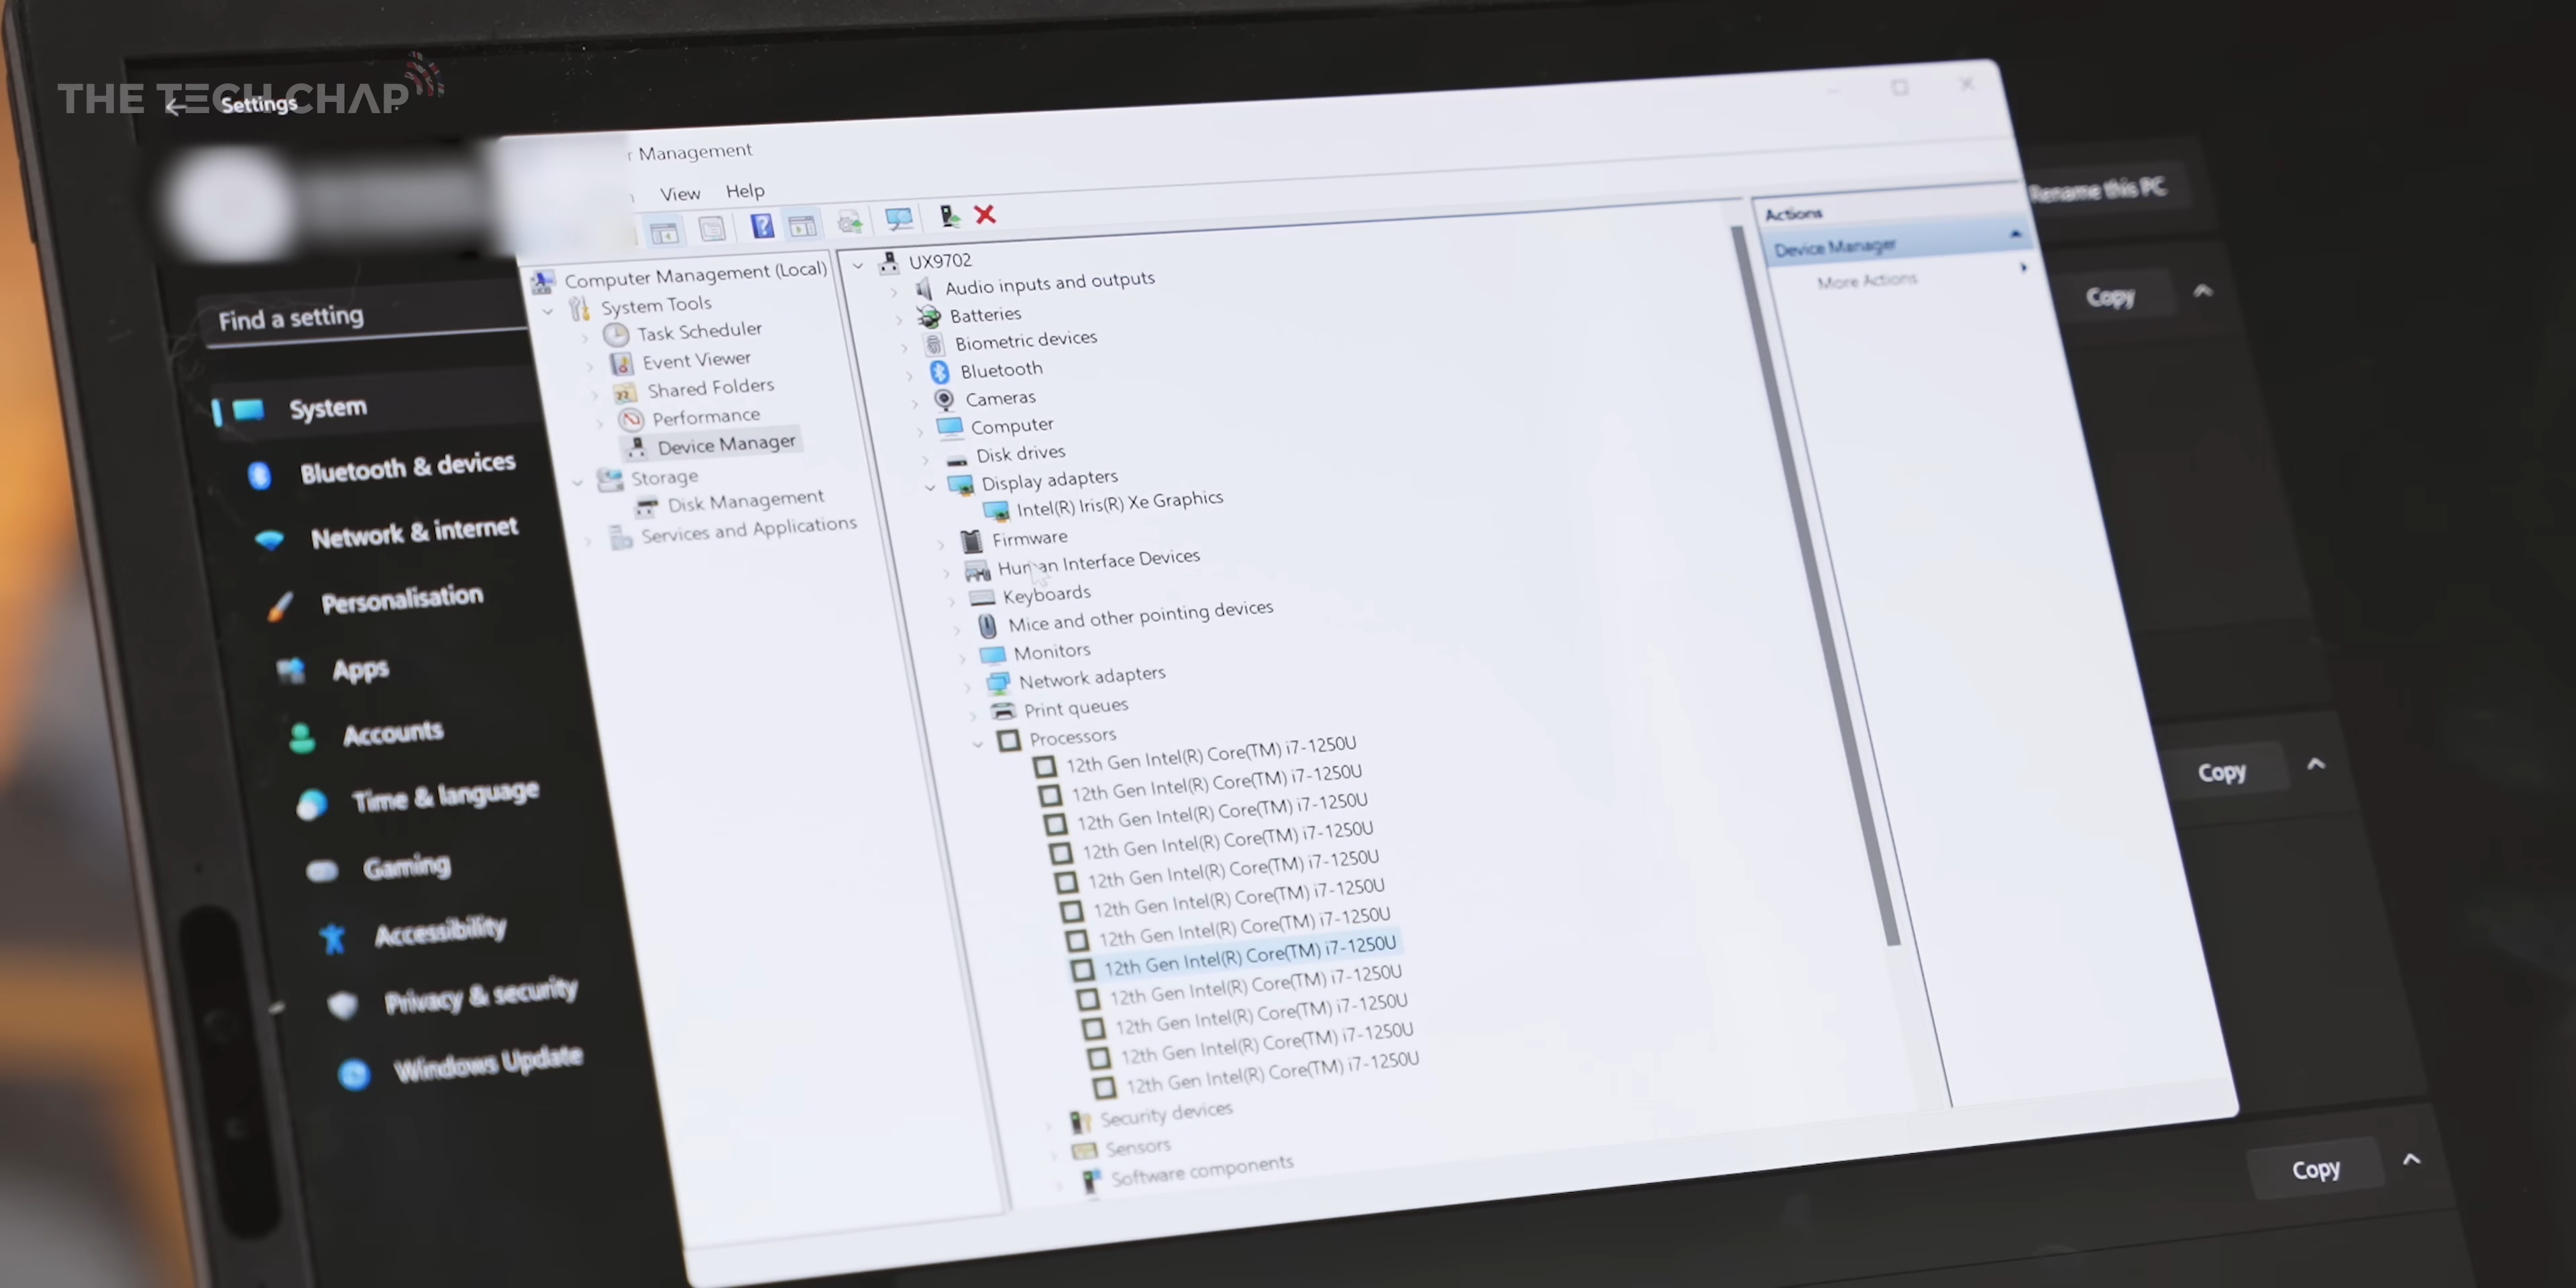 THE TECH CHAP
Settings
r Management
View Help
Find a setting
System
Bluetooth & devices
Network & internet
Personalisation
Apps
Accounts
Time & language
Gaming
Accessibility
Privacy & security
Windows Update
Computer Management (Local)
System Tools
Task Scheduler
Event Viewer
Shared Folders
Performance
Device Manager
Storage
Disk Management
Services and Applications
UX9702
Audio inputs and outputs
Batteries
Biometric devices
Bluetooth
Cameras
Computer
Disk drives
Display adapters
Intel(R) Iris(R) Xe Graphics
Firmware
Human Interface Devices
Keyboards
Mice and other pointing devices
Monitors
Network adapters
Print queues
Processors
12th Gen Intel(R) Core(TM) i7-1250U
12th Gen Intel(R) Core(TM) i7-1250U
12th Gen Intel(R) Core(TM) i7-1250U
12th Gen Intel(R) Core(TM) i7-1250U
12th Gen Intel(R) Core(TM) i7-1250U
12th Gen Intel(R) Core(TM) i7-1250U
12th Gen Intel(R) Core(TM) i7-1250U
12th Gen Intel(R) Core(TM) i7-1250U
12th Gen Intel(R) Core(TM) i7-1250U
12th Gen Intel(R) Core(TM) i7-1250U
12th Gen Intel(R) Core(TM) i7-1250U
12th Gen Intel(R) Core(TM) i7-1250U
Security devices
Sensors
Software components
Actions
Device Manager
More Actions
Rename this PC
Copy
Copy
Copy